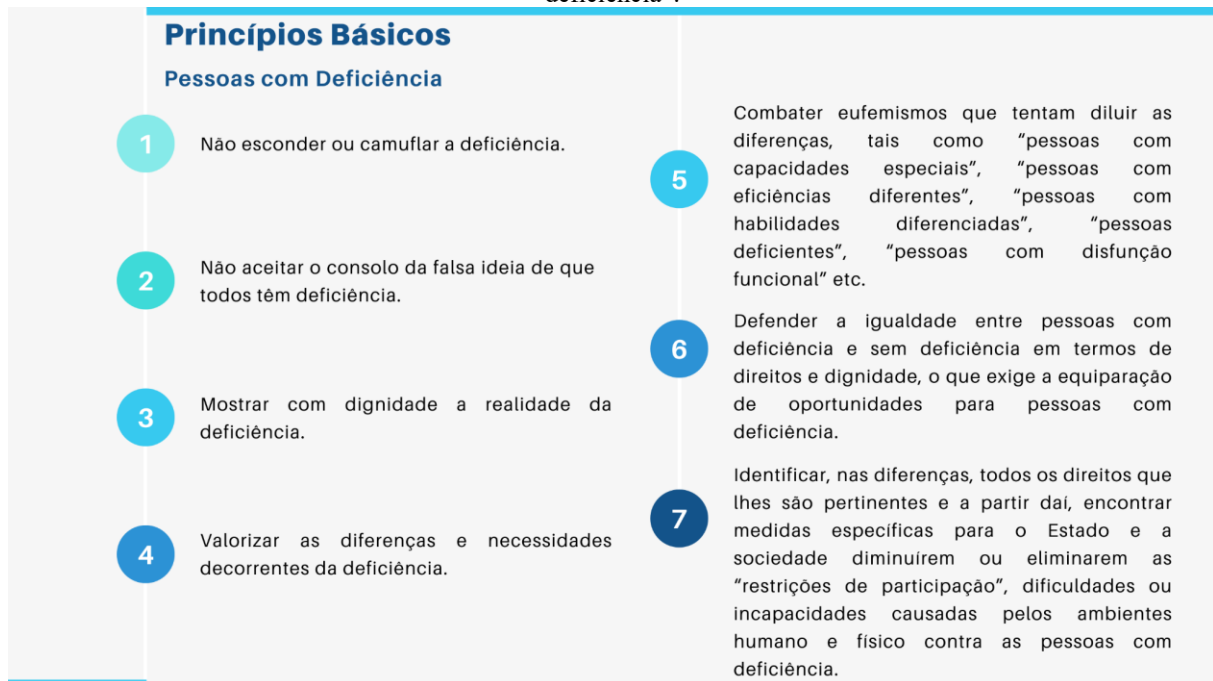 deficiência".
Princípios Básicos
Pessoas com Deficiência
1
Não esconder ou camuflar a deficiência.
2
Não aceitar o consolo da falsa ideia de que
todos têm deficiência.
3
Mostrar com dignidade a realidade da
deficiência.
4
Valorizar as diferenças e necessidades
decorrentes da deficiência.
5
Combater eufemismos que tentam diluir as
diferenças, tais como “pessoas com
capacidades especiais”, “pessoas com
eficiências diferentes”, “pessoas com
habilidades diferenciadas”, “pessoas
deficientes”, “pessoas com disfunção
funcional” etc.
6
Defender a igualdade entre pessoas com
deficiência e sem deficiência em termos de
direitos e dignidade, o que exige a equiparação
de oportunidades para pessoas com
deficiência.
7
Identificar, nas diferenças, todos os direitos que
lhes são pertinentes e a partir daí, encontrar
medidas específicas para o Estado e a
sociedade diminuírem ou eliminarem as
“restrições de participação”, dificuldades ou
incapacidades causadas pelos ambientes
humano e físico contra as pessoas com
deficiência.